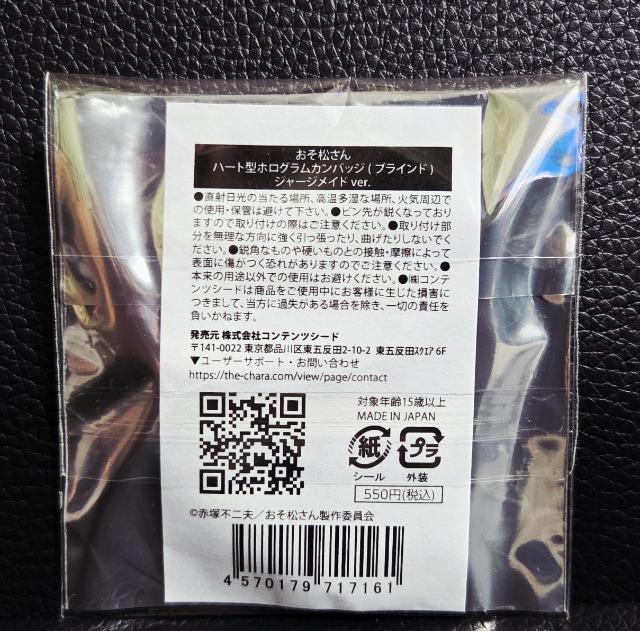 おそ松さん
ハート型ホログラムカンバッジ(ブラインド)
ジャージメイド ver.
●直射日光の当たる場所、高温多湿な場所、火気周辺で
の使用・保管は避けて下さい。●ピン先が鋭くなっており
ますので取り付けの際はご注意ください。●取り付け部
分を無理な方向に強く引っ張ったり、曲げたりしないでく
ださい。●鋭角なものや硬いものとの接触・摩擦によって
表面に傷がつく恐れがありますのでご注意ください。●
本来の用途以外での使用はお避けください。●㈱コンテ
ンツシードは商品をご使用中にお客様に生じた損害に
つきまして、当方に過失がある場合を除き、一切の責任を
負いかねます。
発売元 株式会社コンテンツシード
〒141-0022 東京都品川区東五反田2-10-2 東五反田ｽｸｴｱ 6F
▼ユーザーサポート・お問い合わせ
https://the-chara.com/view/page/contact
対象年齢15歳以上
MADE IN JAPAN
紙 プラ
シール 外装
550円(税込)
©赤塚不二夫／おそ松さん製作委員会
4 570179 717161